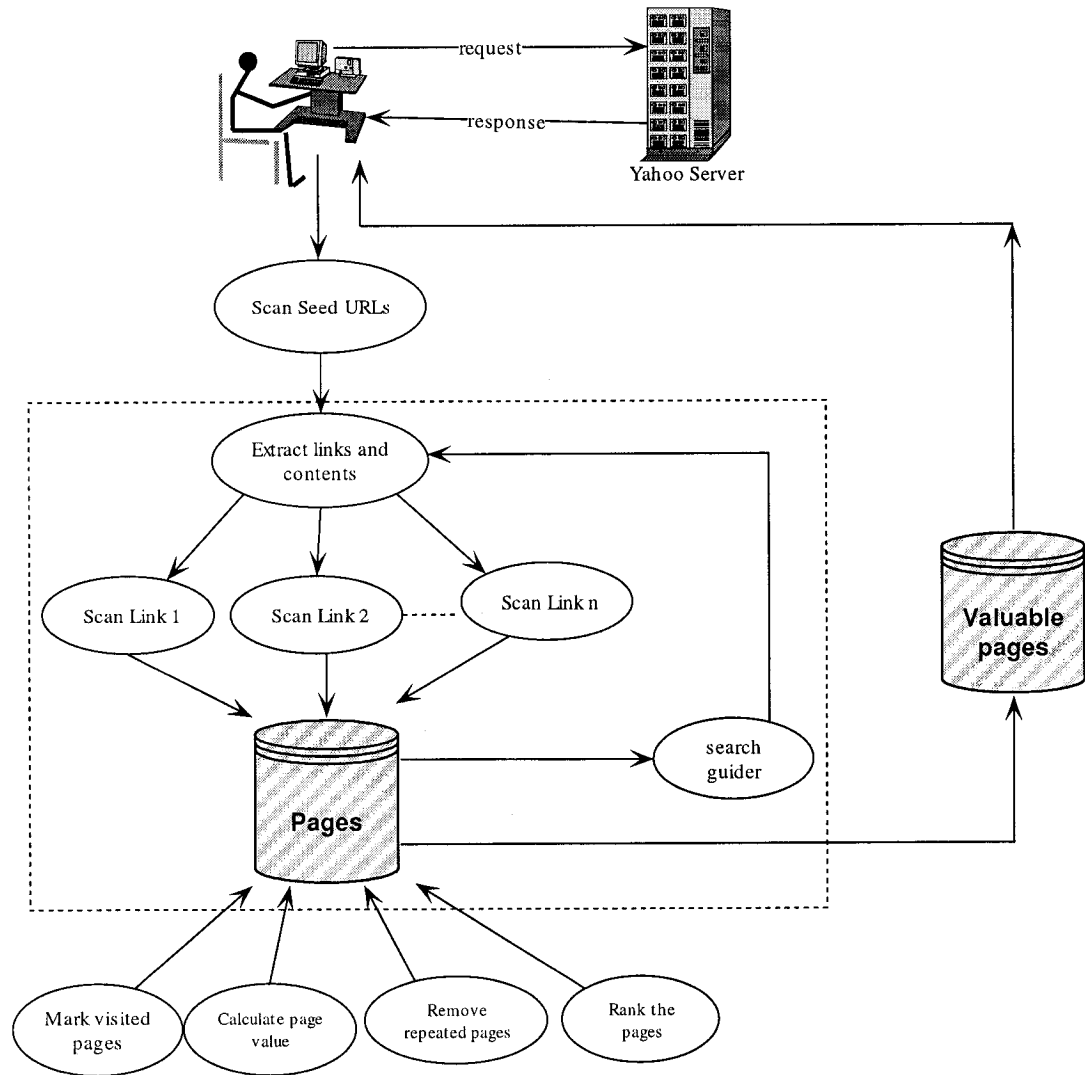 request
response
Yahoo Server
Scan Seed URLs
Extract links and
contents
Scan Link 1
Scan Link 2
Scan Link n
Valuable
pages
search
guider
Pages
Mark visited
pages
Calculate page
value
Remove
repeated pages
Rank the
pages